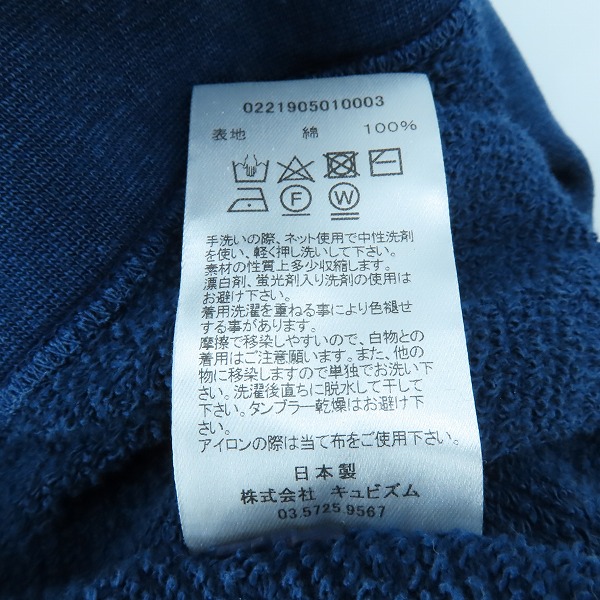 0221905010003
表地 綿 100%
F W
手洗いの際、ネット使用で中性洗剤
を使い、軽く押し洗いして下さい。
素材の性質上多少収縮します。
漂白剤、蛍光剤入り洗剤の使用は
お避け下さい。
着用洗濯を重ねる事により色褪せ
する事があります。
摩擦で移染しやすいので、白物との
着用はご注意願います。また、他の
物に移染しますので単独でお洗い下
さい。洗濯後直ちに脱水して干して
下さい。タンブラー乾燥はお避け下
さい。
アイロンの際は当て布をご使用下さい。
日本製
株式会社 キュビズム
03.5725.9567